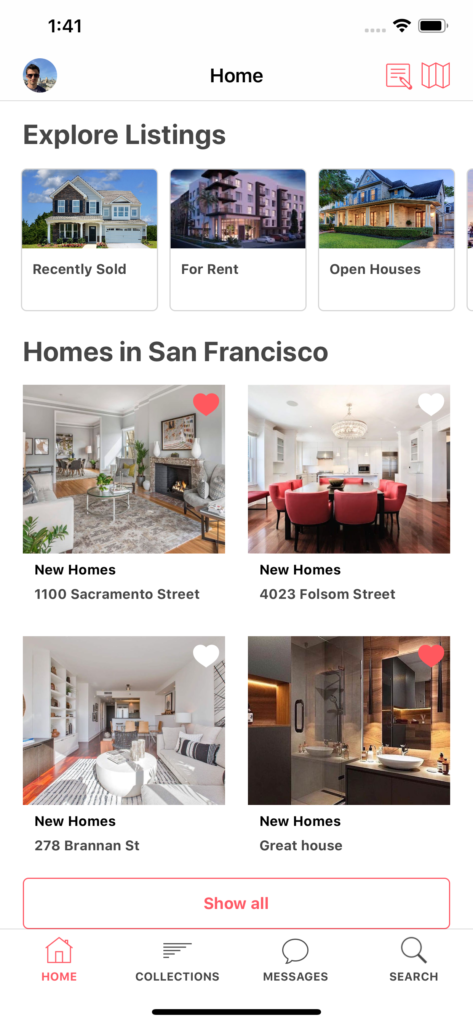 1:41
Home
Explore Listings
Recently Sold
For Rent
Open Houses
Homes in San Francisco
New Homes
1100 Sacramento Street
New Homes
4023 Folsom Street
New Homes
278 Brannan St
New Homes
Great house
Show all
HOME
COLLECTIONS
MESSAGES
SEARCH